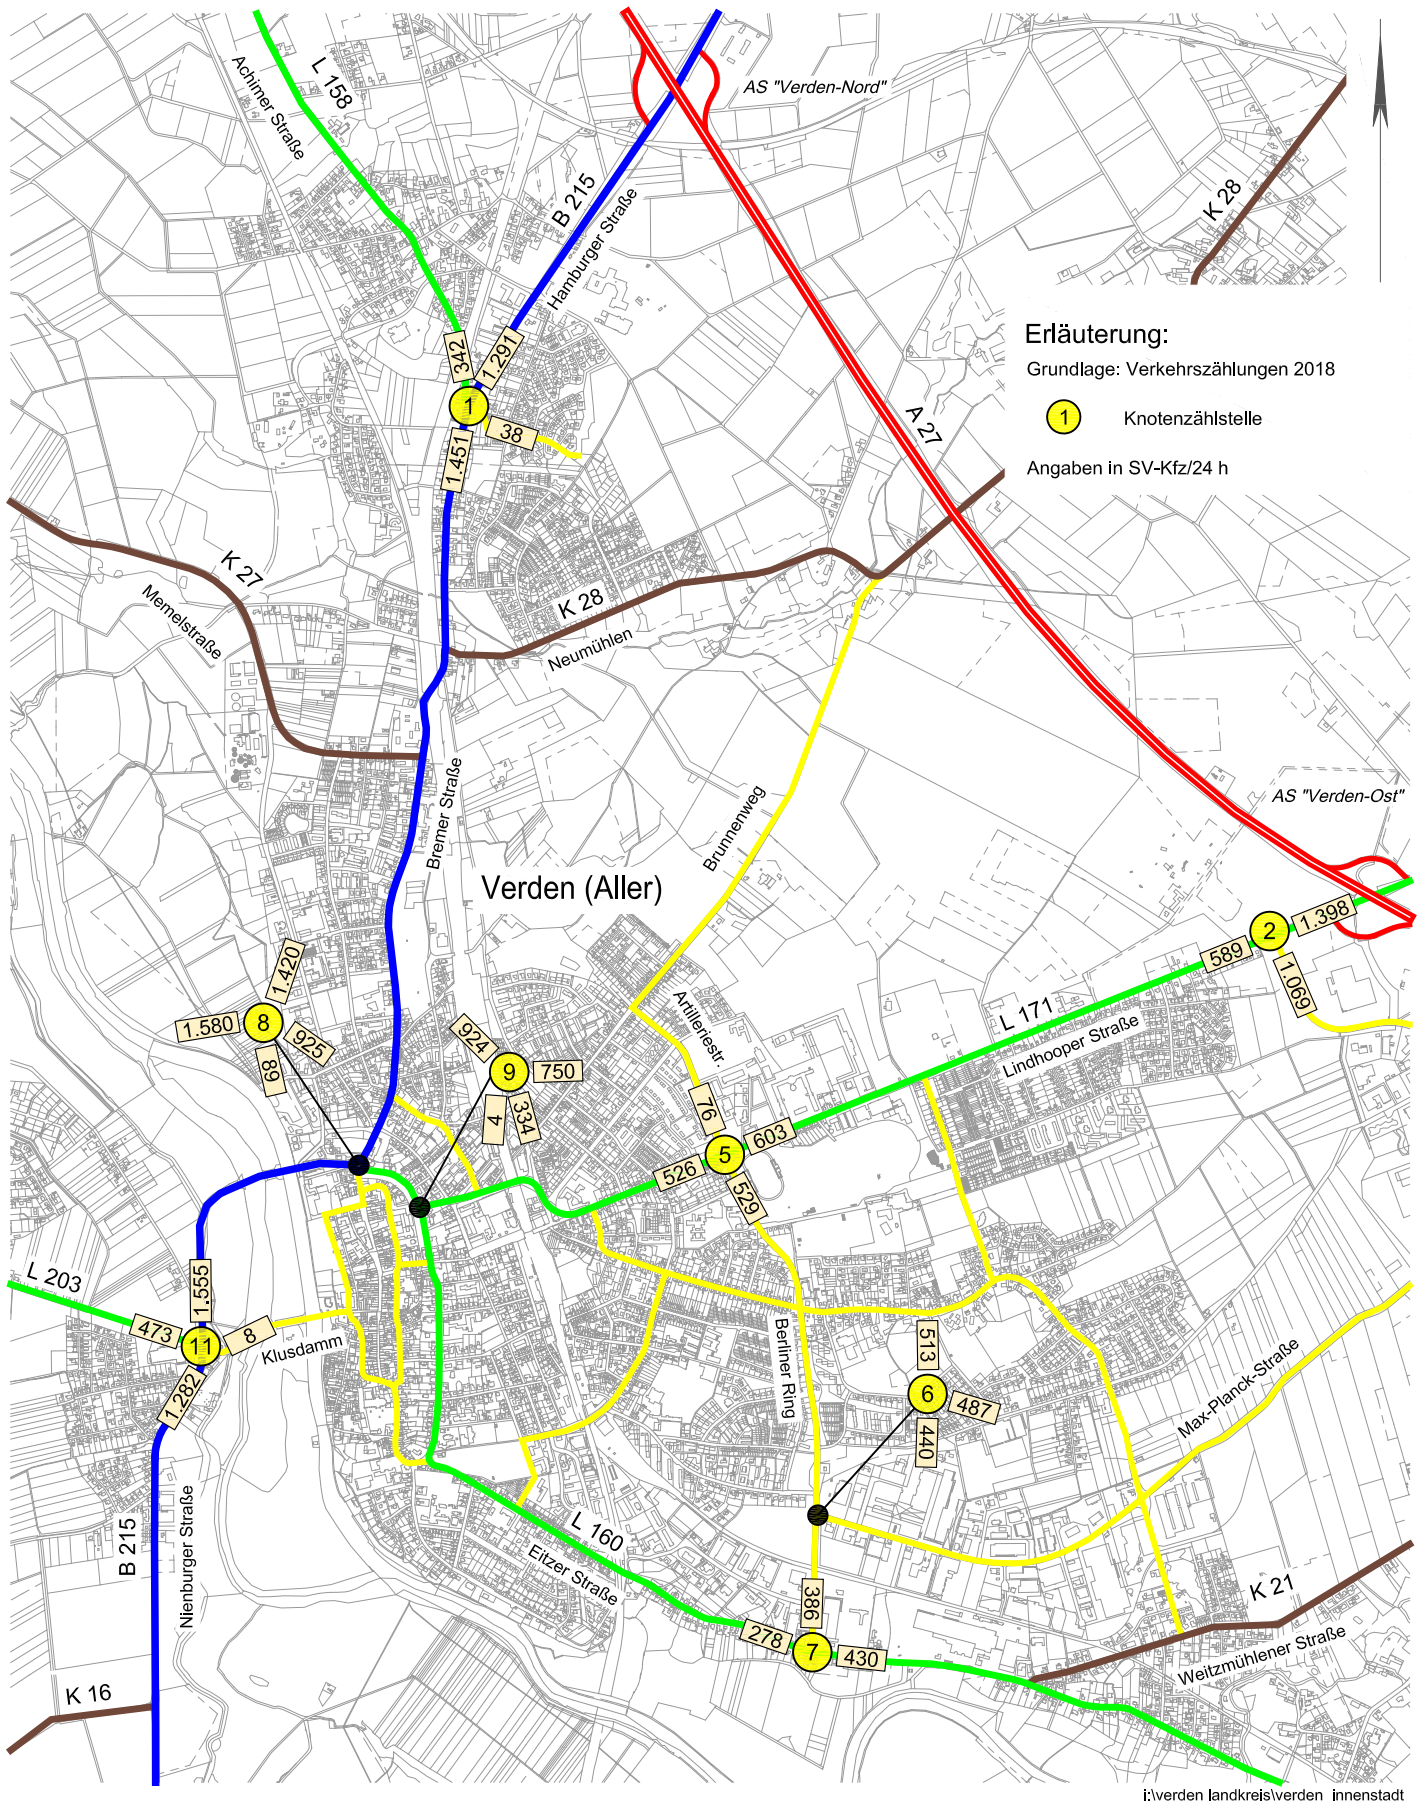 L 158
Achimer Straße
AS "Verden-Nord"
B 215
Hamburger Straße
K 28
Erläuterung:
Grundlage: Verkehrszählungen 2018
1 Knotenzählstelle
Angaben in SV-Kfz/24 h
342
1.291
1
38
1.451
A 27
K 27
Memelstraße
K 28
Neumühlen
Bremer Straße
Brunnenweg
AS "Verden-Ost"
Verden (Aller)
1.398
2
589
1.069
1.420
8
1.580
925
89
924
9
750
4
334
Artilleriestr.
L 171
Lindhooper Straße
76
603
5
526
529
L 203
1.555
473
11
8
1.282
Klusdamm
Berliner Ring
513
6
487
440
Max-Planck-Straße
B 215
Nienburger Straße
L 160
Eitzer Straße
386
278
7
430
K 21
Weitzmühlener Straße
K 16
i:\verden landkreis\verden_innenstadt